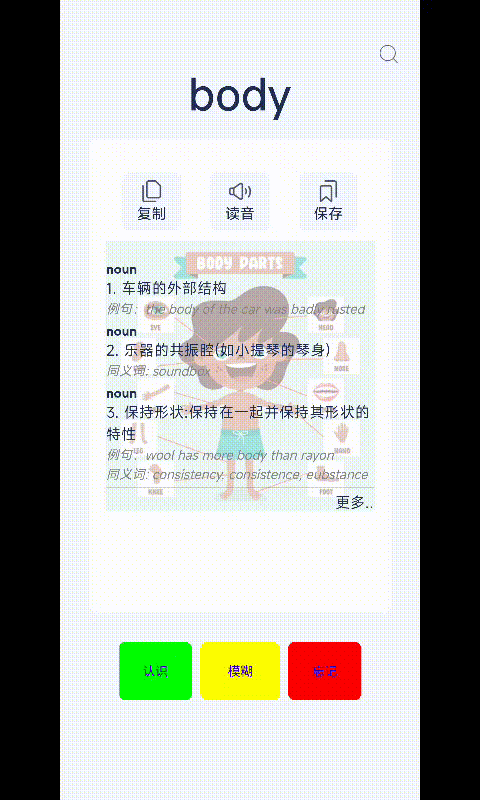 body
复制 读音 保存
BODY PARTS
noun
1. 车辆的外部结构
例句: the body of the car was badly rusted
EYE HEAD
noun
2. 乐器的共振腔(如小提琴的琴身)
NOSE
同义词: soundbox
noun
3. 保持形状;保持在一起并保持其形状的
特性
LEG HAND
例句: wool has more body than rayon
同义词: consistency, consistence, eubstance
KNEE FOOT
更多..
认识 模糊 忘记